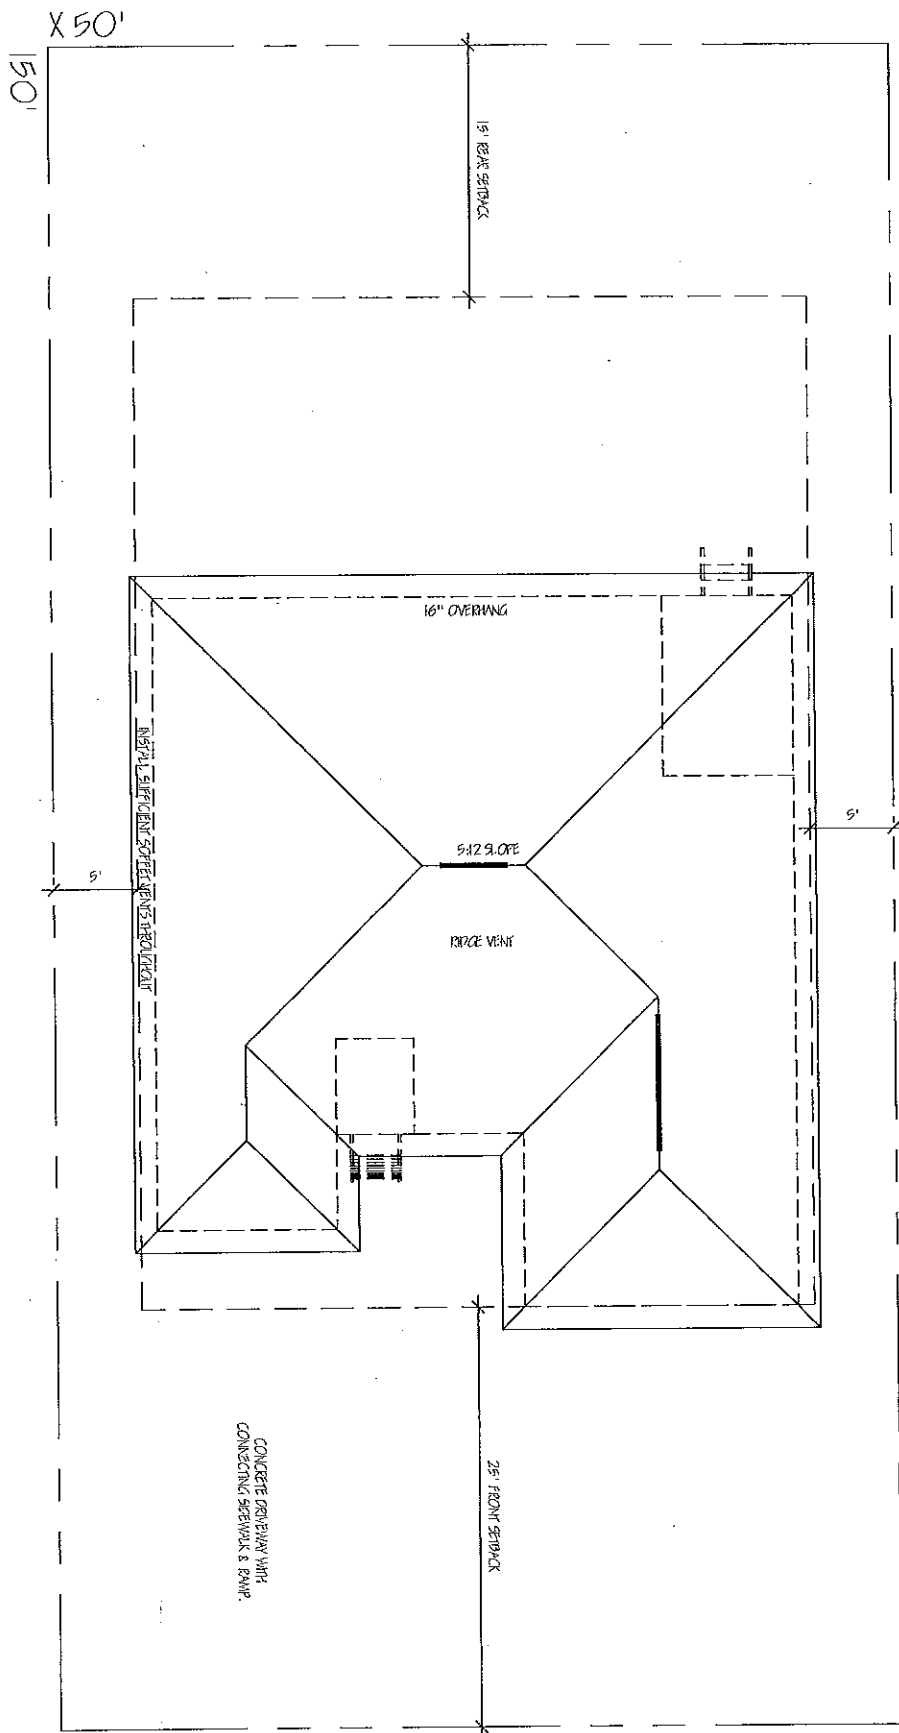 X 50'
150'
15' REAR SETBACK
16" OVERHANG
INSTALL SUFFICIENT SOFFET VENTS THROUGHOUT
5'
5:12 SLOPE
5'
RIDGE VENT
25' FRONT SETBACK
CONCRETE DRIVEWAY WITH
CONNECTING SIDEWALK & RAMP.